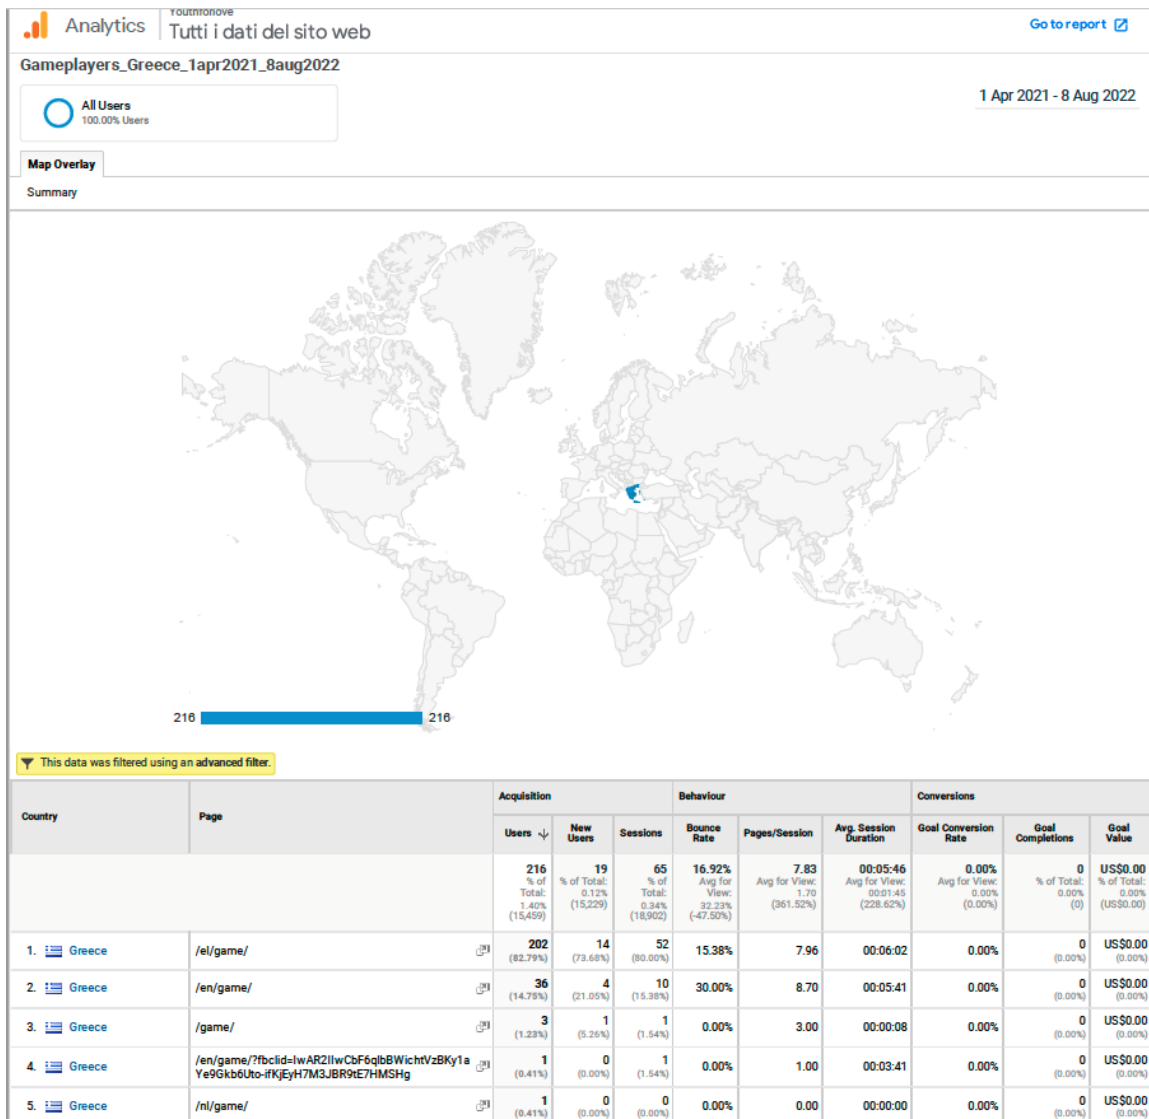 Youthforlove
Analytics
Tutti i dati del sito web
Go to report
Gameplayers_Greece_1apr2021_8aug2022
All Users
100.00% Users
1 Apr 2021 - 8 Aug 2022
Map Overlay
Summary
216 216
This data was filtered using an advanced filter.
Country Page Acquisition Behaviour Conversions
Users New Users Sessions Bounce Rate Pages/Session Avg. Session Duration Goal Conversion Rate Goal Completions Goal Value
216 19 65 16.92% 7.83 00:05:46 0.00% 0 US$0.00
% of Total: 1.40% (15,459) % of Total: 0.12% (15,229) % of Total: 0.34% (18,902) Avg for View: 32.23% (-47.50%) Avg for View: 1.70 (361.52%) Avg for View: 00:01:45 (228.62%) Avg for View: 0.00% (0.00%) % of Total: 0.00% (0) % of Total: 0.00% (US$0.00)
1. Greece /el/game/ 202 (82.79%) 14 (73.68%) 52 (80.00%) 15.38% 7.96 00:06:02 0.00% 0 (0.00%) US$0.00 (0.00%)
2. Greece /en/game/ 36 (14.75%) 4 (21.05%) 10 (15.38%) 30.00% 8.70 00:05:41 0.00% 0 (0.00%) US$0.00 (0.00%)
3. Greece /game/ 3 (1.23%) 1 (5.26%) 1 (1.54%) 0.00% 3.00 00:00:08 0.00% 0 (0.00%) US$0.00 (0.00%)
4. Greece /en/game/?fbclid=IwAR2IIwCbF6qIbBWichtVzBKy1aYe9Gkb6Uto-ifKjEyH7M3JBR9tE7HMSHg 1 (0.41%) 0 (0.00%) 1 (1.54%) 0.00% 1.00 00:03:41 0.00% 0 (0.00%) US$0.00 (0.00%)
5. Greece /nl/game/ 1 (0.41%) 0 (0.00%) 0 (0.00%) 0.00% 0.00 00:00:00 0.00% 0 (0.00%) US$0.00 (0.00%)